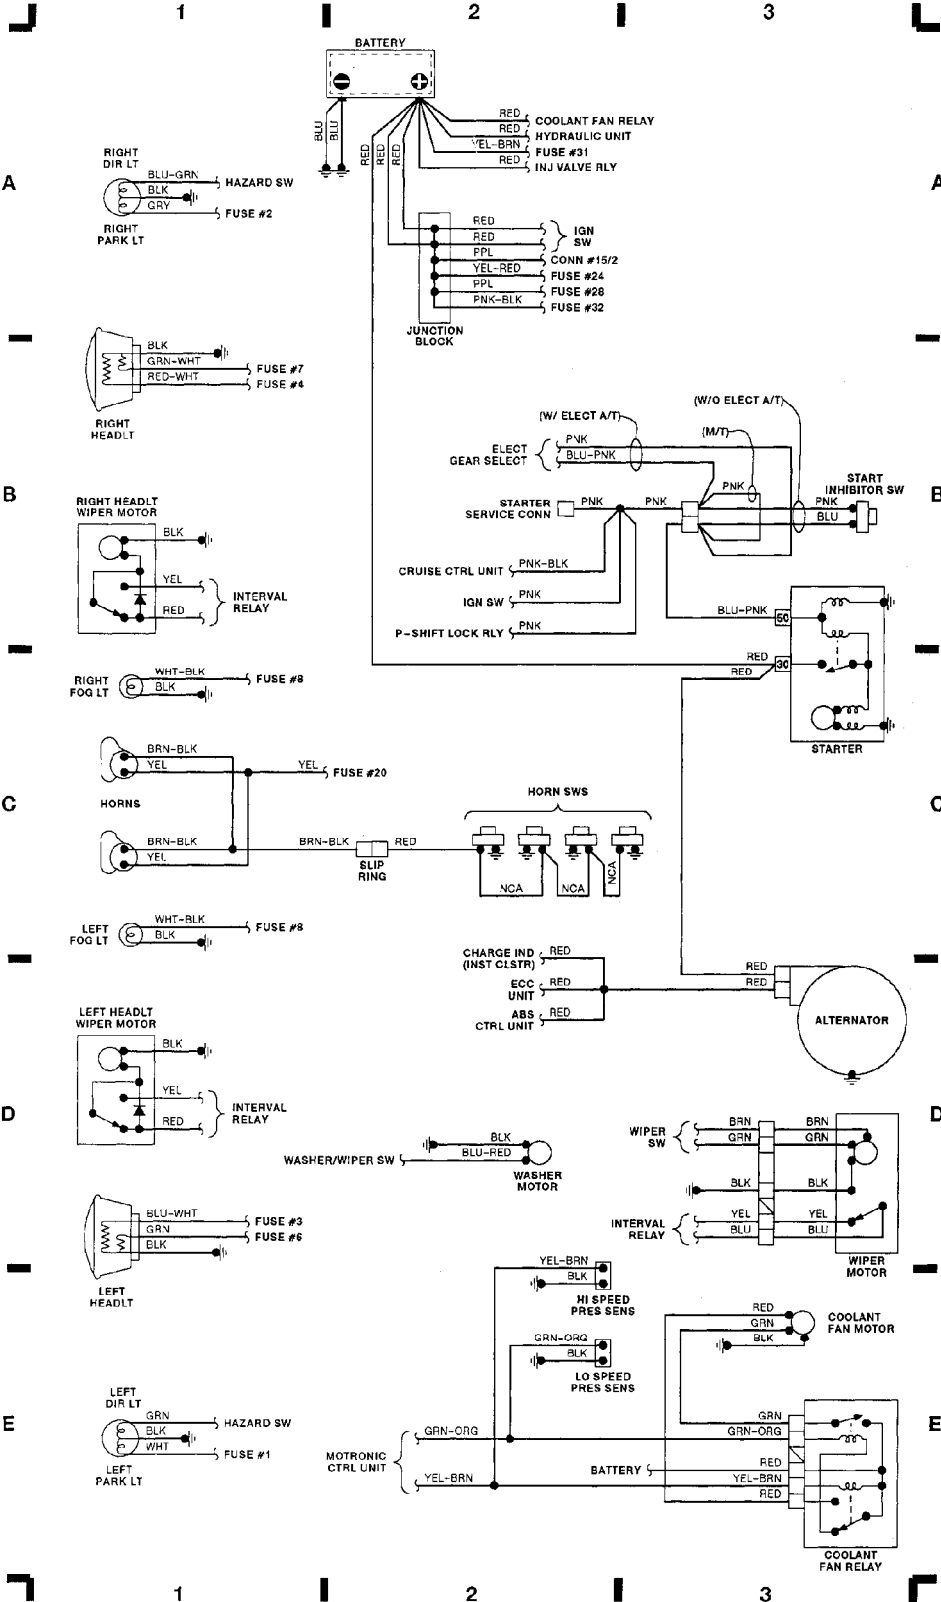 1
2
3
BATTERY
BLU
BLU
RED
RED
RED
RED
COOLANT FAN RELAY
RED
HYDRAULIC UNIT
YEL-BRN
FUSE #31
RED
INJ VALVE RLY
A
A
RIGHT
DIR LT
BLU-GRN
HAZARD SW
BLK
GRY
FUSE #2
RIGHT
PARK LT
RED
RED
IGN
SW
PPL
CONN #15/2
YEL-RED
FUSE #24
PPL
FUSE #28
PNK-BLK
FUSE #32
JUNCTION
BLOCK
BLK
GRN-WHT
FUSE #7
RED-WHT
FUSE #4
RIGHT
HEADLT
(W/O ELECT A/T)
(W/ ELECT A/T)
(M/T)
ELECT
GEAR SELECT
PNK
BLU-PNK
B
B
START
INHIBITOR SW
PNK
PNK
BLU
STARTER
SERVICE CONN
PNK
PNK
RIGHT HEADLT
WIPER MOTOR
BLK
YEL
RED
INTERVAL
RELAY
CRUISE CTRL UNIT
PNK-BLK
IGN SW
PNK
P-SHIFT LOCK RLY
PNK
BLU-PNK
50
RED
30
RED
STARTER
RIGHT
FOG LT
WHT-BLK
FUSE #8
BLK
BRN-BLK
YEL
YEL
FUSE #20
HORNS
C
C
BRN-BLK
YEL
BRN-BLK
RED
SLIP
RING
HORN SWS
NCA
NCA
NCA
LEFT
FOG LT
WHT-BLK
FUSE #8
BLK
CHARGE IND
(INST CLSTR)
RED
ECC
UNIT
RED
ABS
CTRL UNIT
RED
RED
RED
ALTERNATOR
LEFT HEADLT
WIPER MOTOR
BLK
YEL
RED
INTERVAL
RELAY
D
D
BLK
WASHER/WIPER SW
BLU-RED
WASHER
MOTOR
WIPER
SW
BRN
BRN
GRN
GRN
BLK
BLK
INTERVAL
RELAY
YEL
YEL
BLU
BLU
WIPER
MOTOR
BLU-WHT
FUSE #3
GRN
FUSE #6
BLK
LEFT
HEADLT
YEL-BRN
BLK
HI SPEED
PRES SENS
GRN-ORG
BLK
LO SPEED
PRES SENS
RED
GRN
BLK
COOLANT
FAN MOTOR
E
E
LEFT
DIR LT
GRN
HAZARD SW
BLK
WHT
FUSE #1
LEFT
PARK LT
MOTRONIC
CTRL UNIT
GRN-ORG
YEL-BRN
GRN
GRN-ORG
BATTERY
RED
YEL-BRN
RED
COOLANT
FAN RELAY
1
2
3